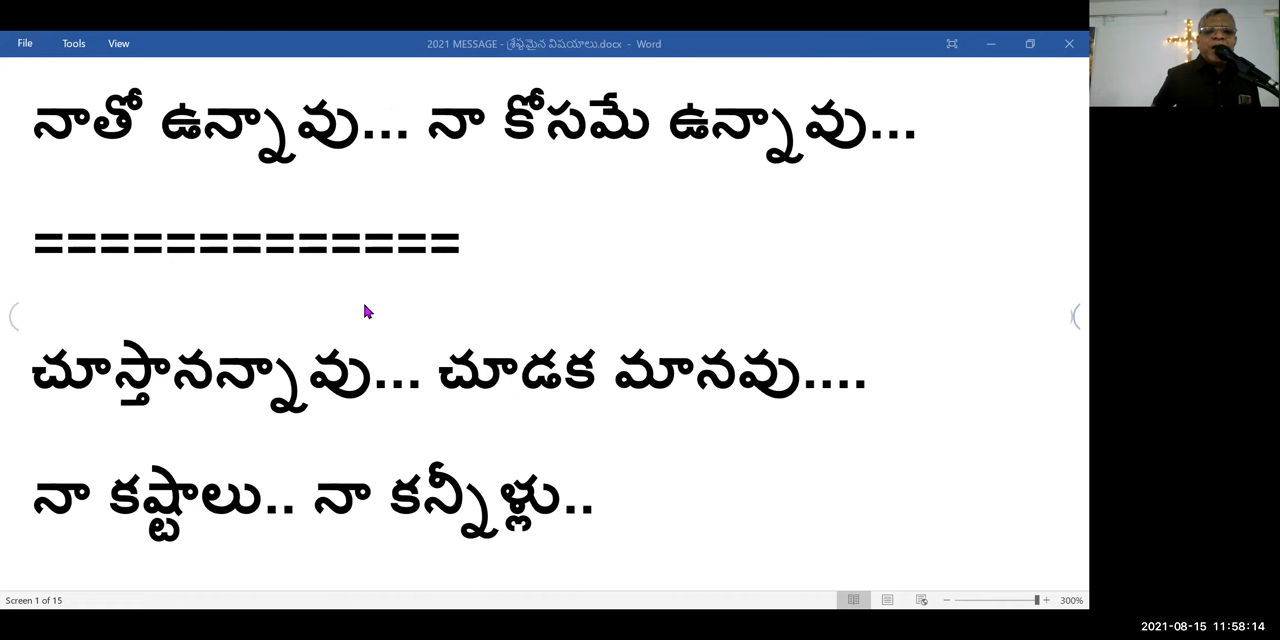 File Tools View 2021 MESSAGE - శ్రేష్ఠమైన విషయాలు.docx - Word
నాతో ఉన్నావు... నా కోసమే ఉన్నావు...
=============
చూస్తానన్నావు... చూడక మానవు....
నా కష్టాలు.. నా కన్నీళ్లు..
Screen 1 of 15 300%
2021-08-15 11:58:14